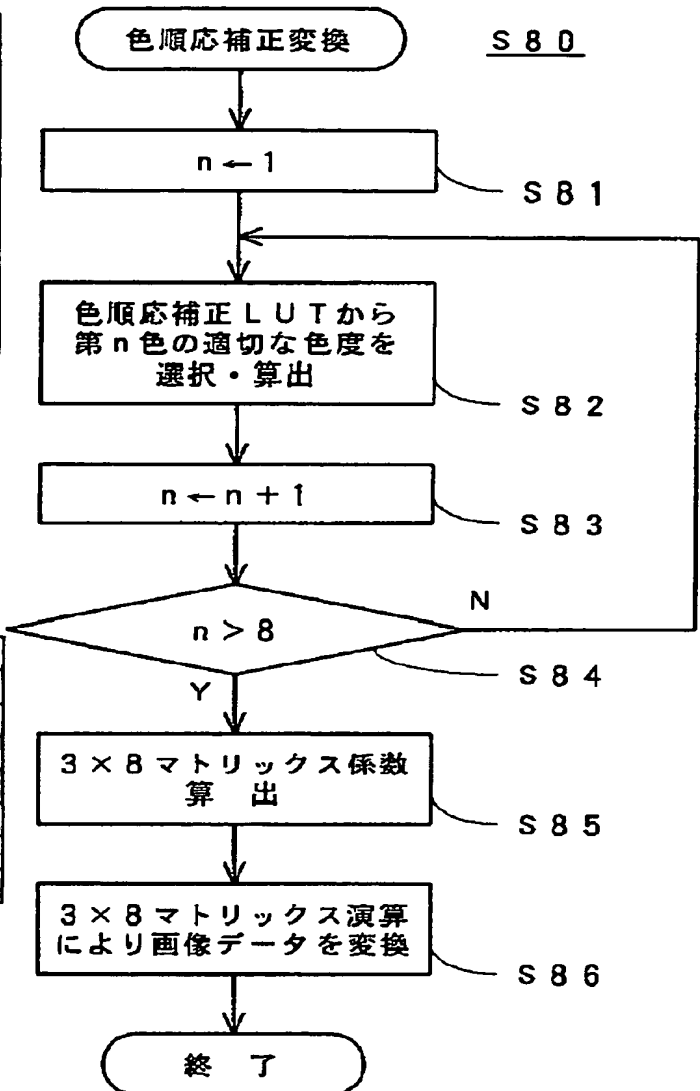 色順応補正変換
S80
n←1
S81
色順応補正LUTから
第n色の適切な色度を
選択・算出
S82
n←n+1
S83
n>8
N
S84
Y
3×8マトリックス係数
算 出
S85
3×8マトリックス演算
により画像データを変換
S86
終 了